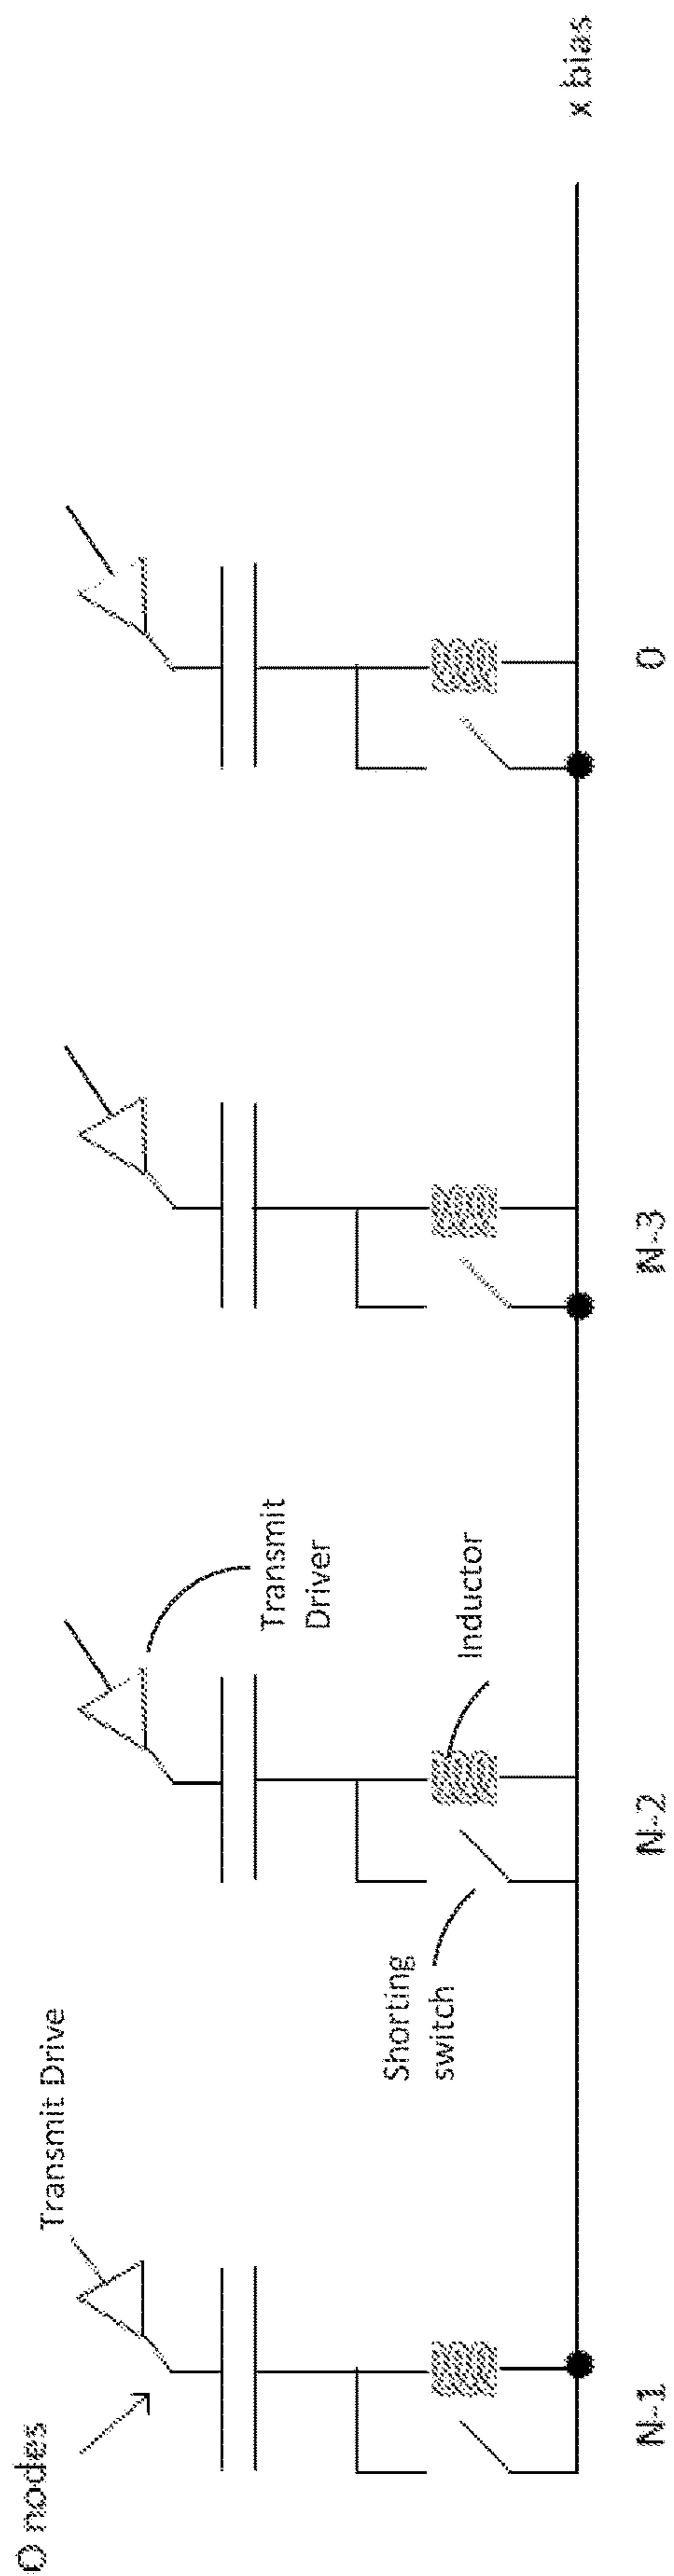 O nodes
Transmit Drive
Transmit
Driver
Shorting
switch
Inductor
x bias
N-1
N-2
N-3
0